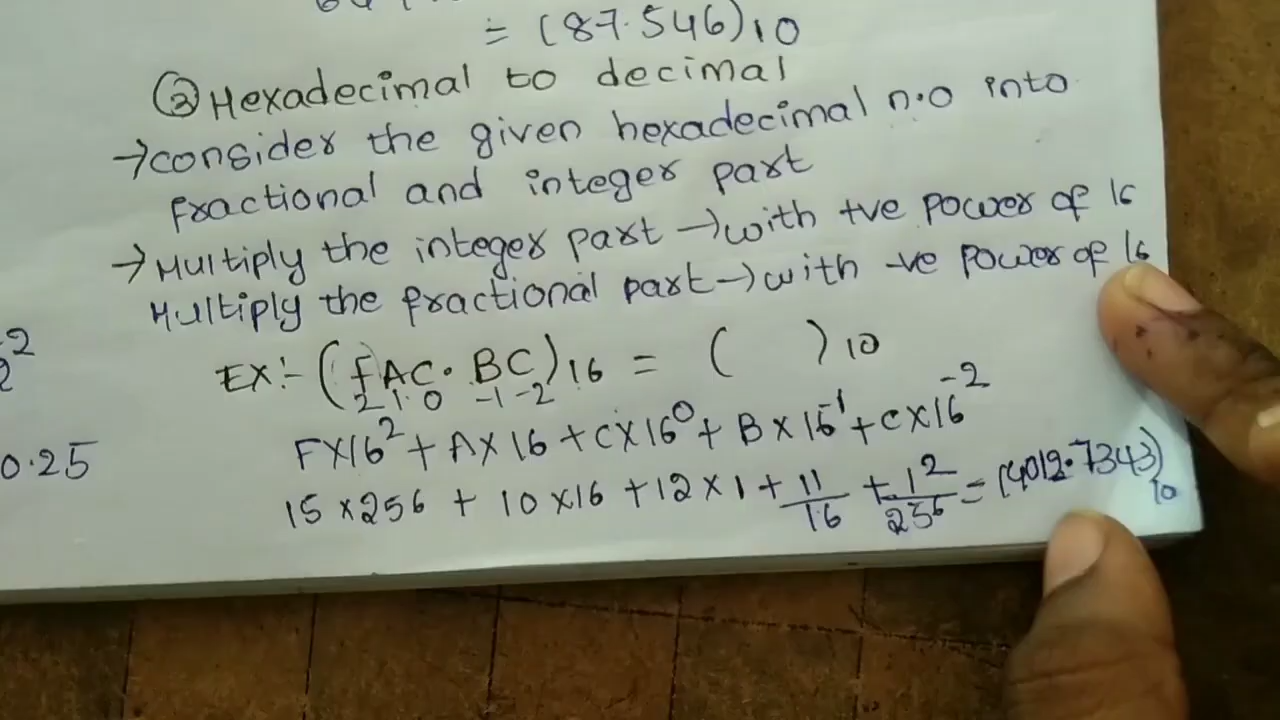 = (87.546)10
③ Hexadecimal to decimal
→consider the given hexadecimal n.o into
fractional and integer part
→Multiply the integer part →with +ve power of 16
Multiply the fractional part→with -ve power of 16
-2
2
EX:- (FAC.BC)16 = ( )10
2 1 0 -1 -2
0.25
F×16² + A×16 + C×16⁰ + B×16⁻¹ + C×16⁻²
15×256 + 10×16 + 12×1 + 11/16 + 12/256 = (4012.7343)10